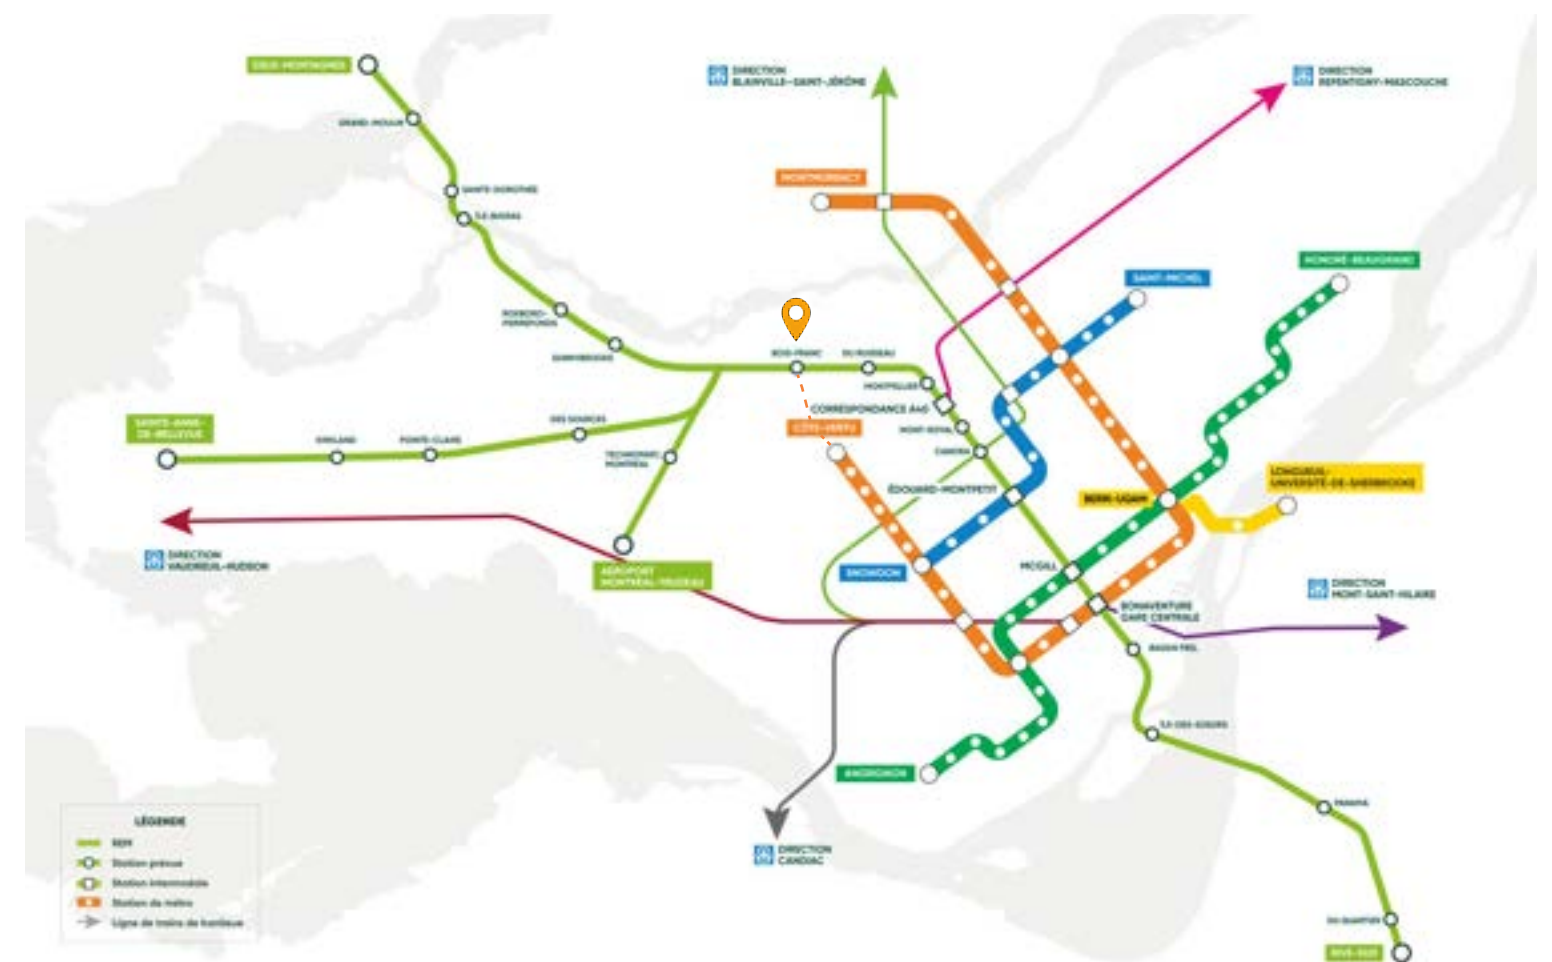 DEUX-MONTAGNES
GRAND-MOULIN
SAINTE-DOROTHÉE
ÎLE-BIGRAS
ROXBORO-
PIERREFONDS
SUNNYBROOKE
BOIS-FRANC
DU RUISSEAU
MONTPELLIER
CORRESPONDANCE A40
MONT-ROYAL
CANORA
ÉDOUARD-MONTPETIT
MCGILL
BONAVENTURE
GARE CENTRALE
ÎLE-DES-SOEURS
PANAMA
DU QUARTIER
RIVE-SUD
SAINTE-ANNE-
DE-BELLEVUE
KIRKLAND
POINTE-CLAIRE
DES SOURCES
TECHNOPARC
MONTRÉAL
AÉROPORT
MONTRÉAL-TRUDEAU
DIRECTION
BLAINVILLE-SAINT-JÉRÔME
DIRECTION
REPENTIGNY-MASCOUCHE
MONTMORENCY
SAINT-MICHEL
HONORÉ-BEAUGRAND
CÔTE-VERTU
SNOWDON
BERRI-UQAM
LONGUEUIL-
UNIVERSITÉ-DE-SHERBROOKE
ANGRIGNON
DIRECTION
VAUDREUIL-HUDSON
DIRECTION
MONT-SAINT-HILAIRE
DIRECTION
CANDIAC
LÉGENDE
REM
Station prévue
Station intermodale
Station de métro
Ligne de trains de banlieue